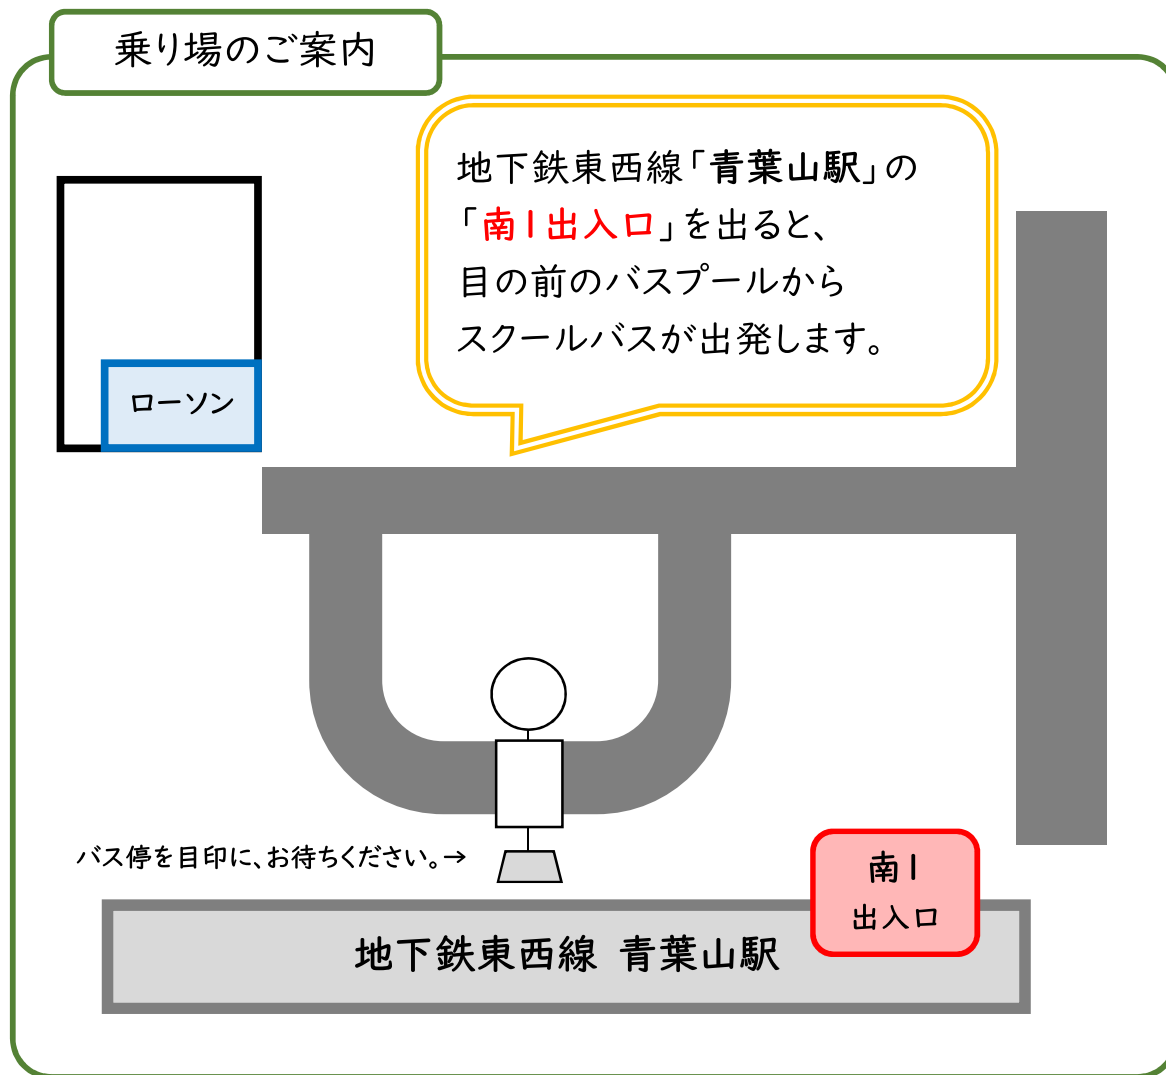 乗り場のご案内
地下鉄東西線「青葉山駅」の
「南1出入口」を出ると、
目の前のバスプールから
スクールバスが出発します。
ローソン
バス停を目印に、お待ちください。→
南1
出入口
地下鉄東西線 青葉山駅